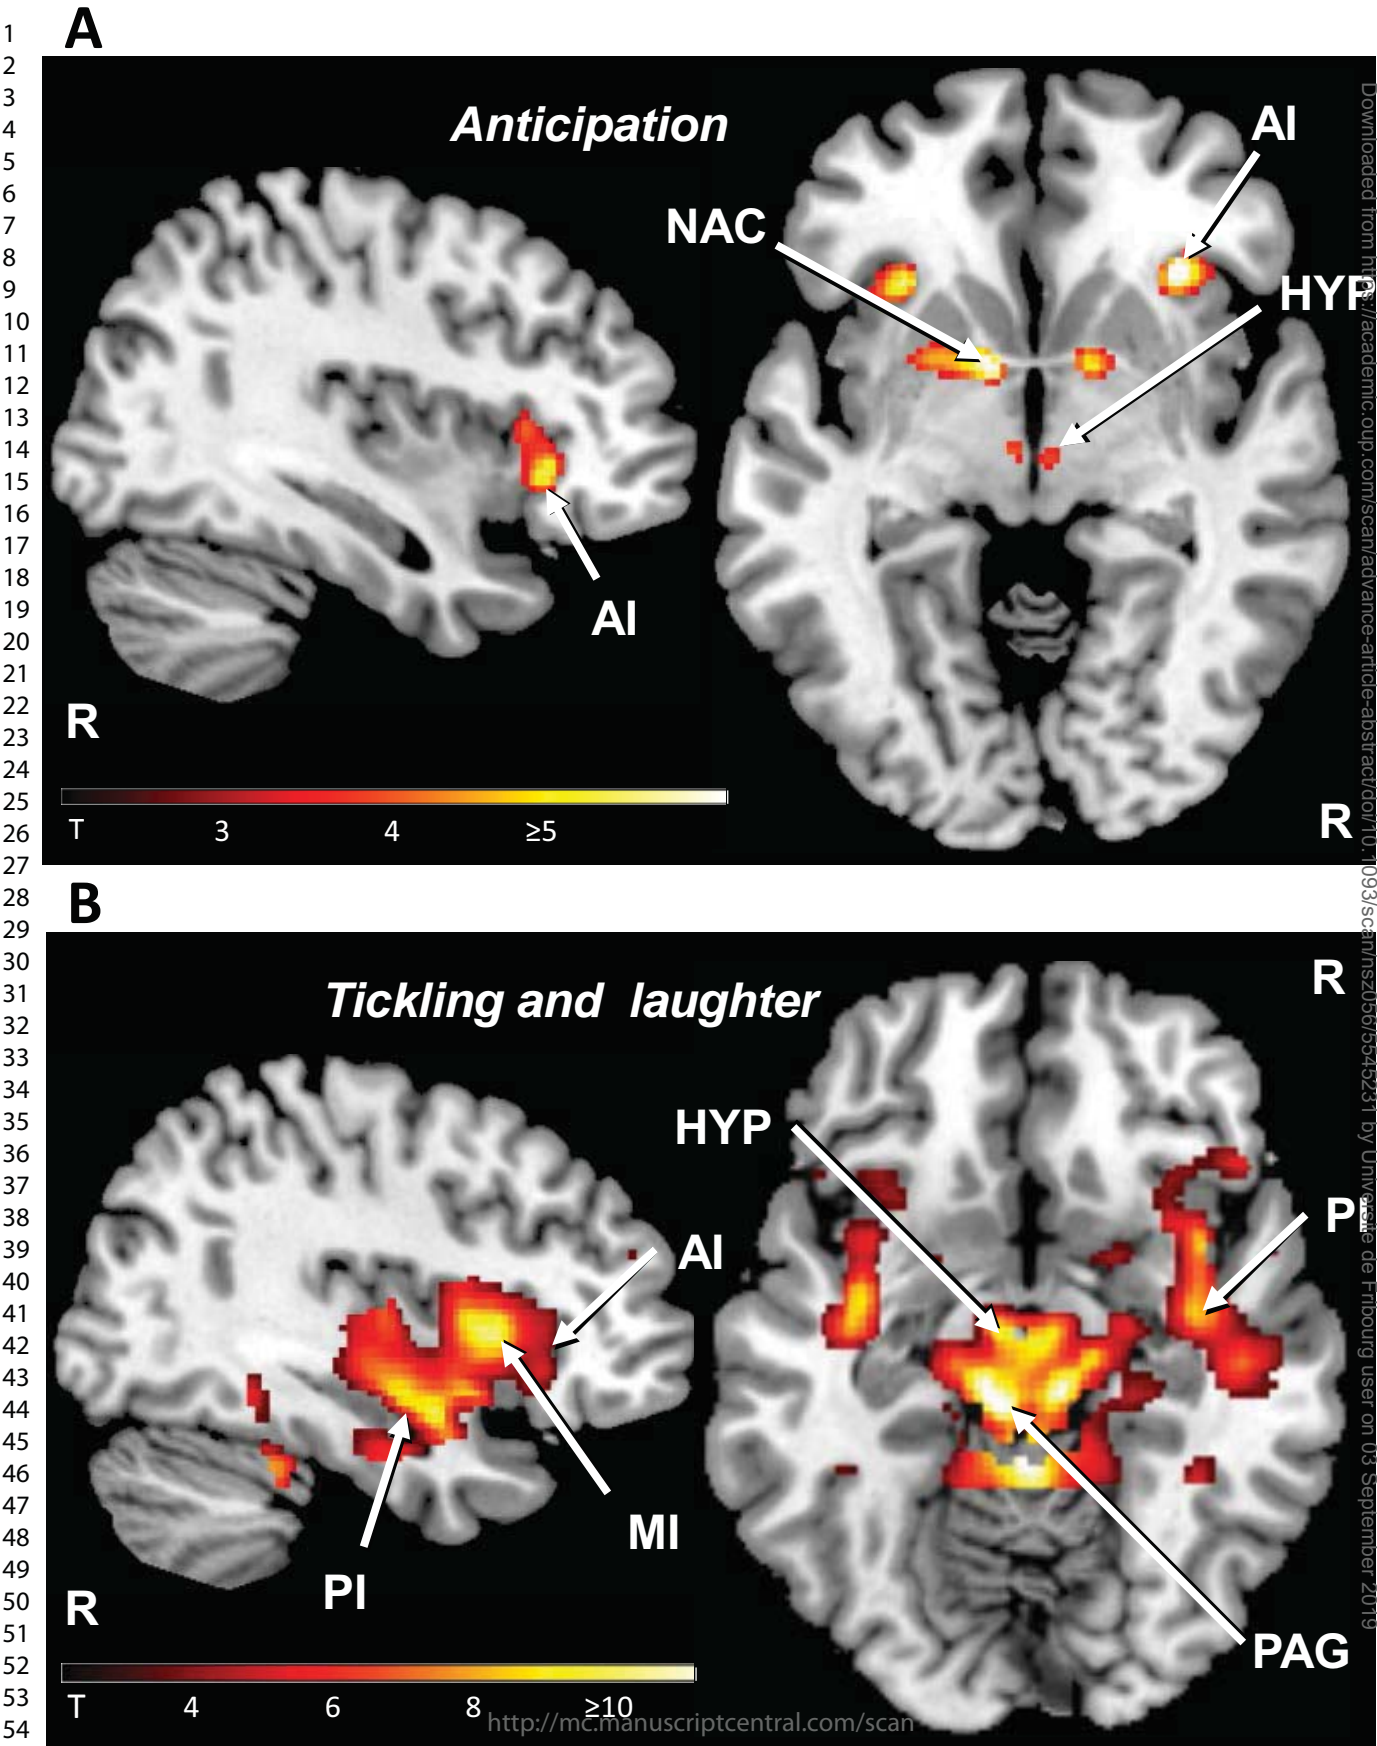 1
2
3
4
5
6
7
8
9
10
11
12
13
14
15
16
17
18
19
20
21
22
23
24
25
26
27
28
29
30
31
32
33
34
35
36
37
38
39
40
41
42
43
44
45
46
47
48
49
50
51
52
53
54
A
Anticipation
AI
NAC
HYP
AI
R
T 3 4 ≥5
R
B
R
Tickling and laughter
HYP
PI
AI
MI
PI
R
PAG
T 4 6 8 ≥10
http://mc.manuscriptcentral.com/scan
Downloaded from https://academic.oup.com/scan/advance-article-abstract/doi/10.1093/scan/nsz056/5545231 by Universite de Fribourg user on 03 September 2019